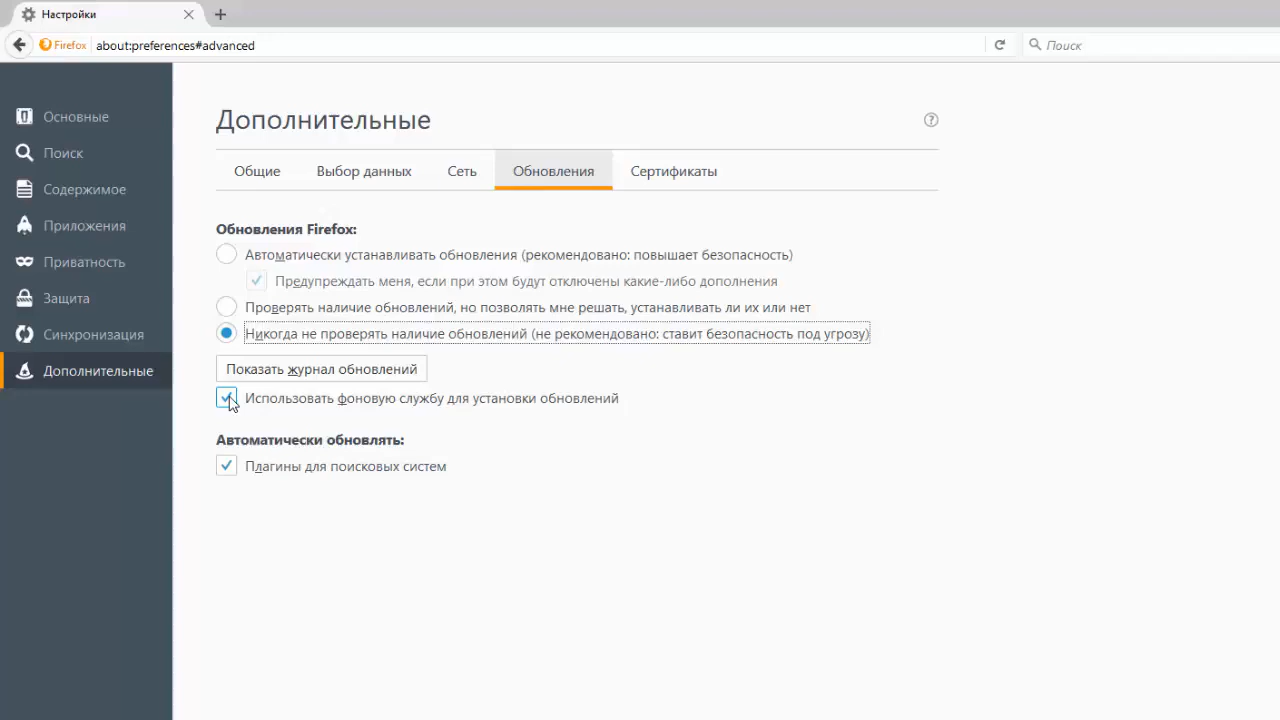 Настройки
Firefox
about:preferences#advanced
Поиск
Основные
Поиск
Содержимое
Приложения
Приватность
Защита
Синхронизация
Дополнительные
Дополнительные
?
Общие
Выбор данных
Сеть
Обновления
Сертификаты
Обновления Firefox:
Автоматически устанавливать обновления (рекомендовано: повышает безопасность)
Предупреждать меня, если при этом будут отключены какие-либо дополнения
Проверять наличие обновлений, но позволять мне решать, устанавливать ли их или нет
Никогда не проверять наличие обновлений (не рекомендовано: ставит безопасность под угрозу)
Показать журнал обновлений
Использовать фоновую службу для установки обновлений
Автоматически обновлять:
Плагины для поисковых систем